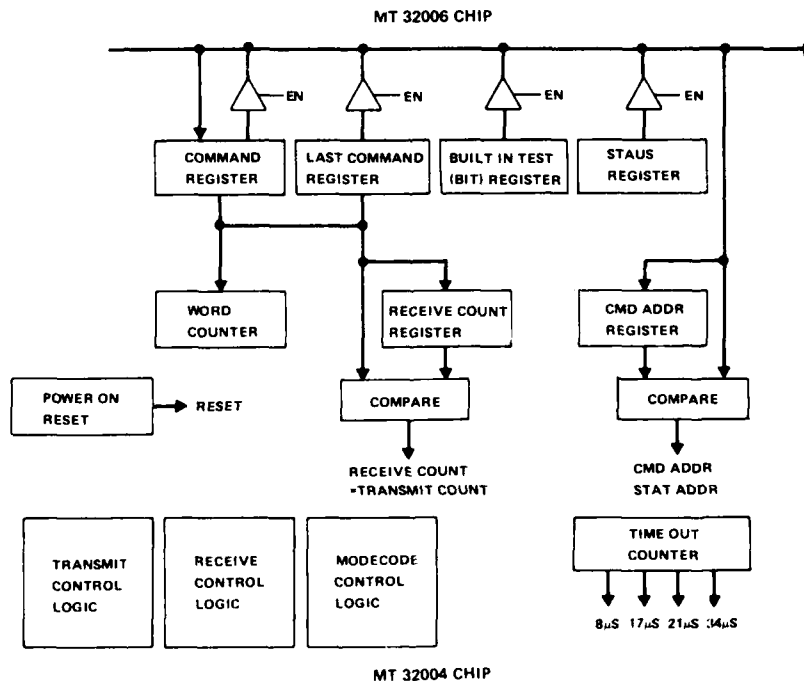 MT 32006 CHIP
EN
EN
EN
EN
COMMAND
REGISTER
LAST COMMAND
REGISTER
BUILT IN TEST
(BIT) REGISTER
STAUS
REGISTER
WORD
COUNTER
RECEIVE COUNT
REGISTER
CMD ADDR
REGISTER
POWER ON
RESET
RESET
COMPARE
COMPARE
RECEIVE COUNT
=TRANSMIT COUNT
CMD ADDR
STAT ADDR
TRANSMIT
CONTROL
LOGIC
RECEIVE
CONTROL
LOGIC
MODECODE
CONTROL
LOGIC
TIME OUT
COUNTER
8µS 17µS 21µS 34µS
MT 32004 CHIP